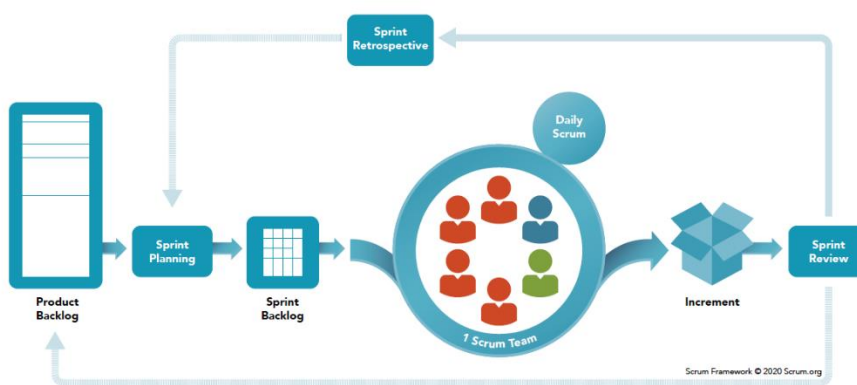 Sprint
Retrospective
Daily
Scrum
Sprint
Planning
Sprint
Review
Product
Backlog
Sprint
Backlog
Increment
1 Scrum Team
Scrum Framework © 2020 Scrum.org